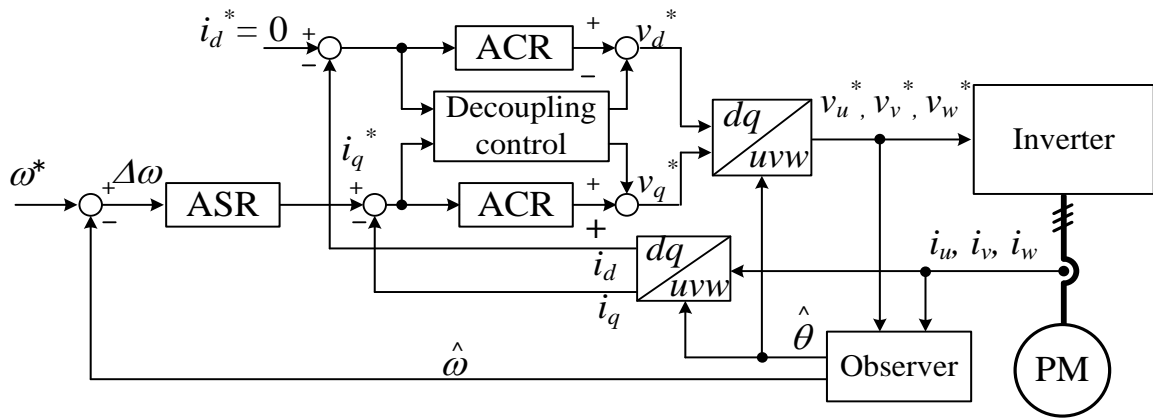 i_d^* = 0
+
−
ACR
+
−
v_d^*
Decoupling
control
dq
uvw
v_u^*, v_v^*, v_w^*
Inverter
i_q^*
ω*
+
−
Δω
ASR
+
−
ACR
+
+
v_q^*
i_d
i_q
dq
uvw
i_u, i_v, i_w
θ̂
ω̂
Observer
PM